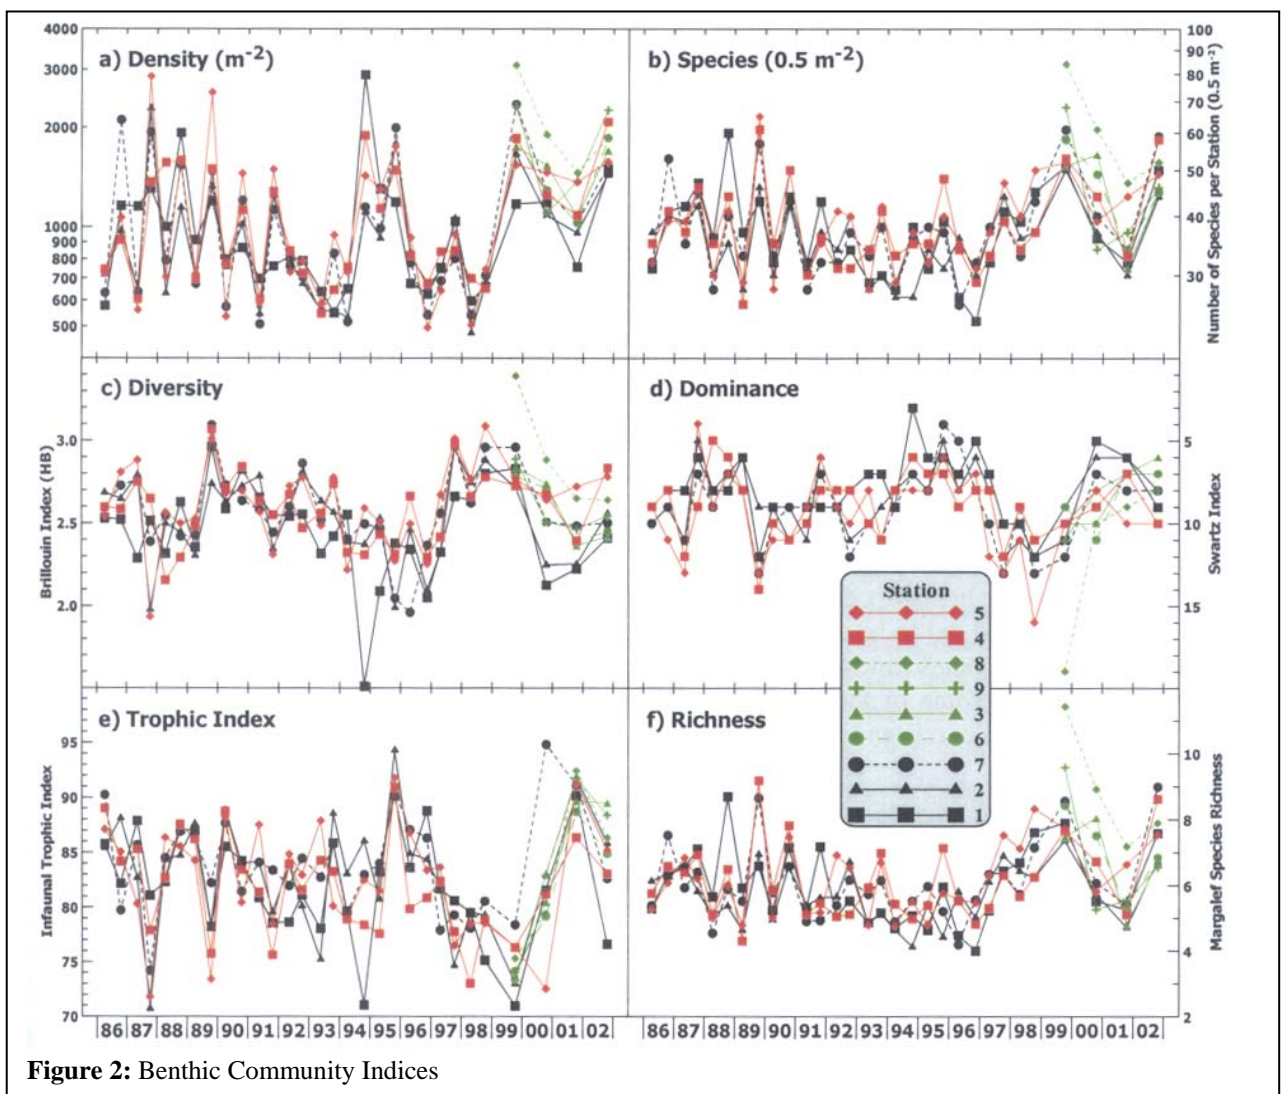 a) Density (m-2)
4000
3000
2000
1000
900
800
700
600
500
b) Species (0.5 m-2)
100
90
80
70
60
50
40
30
Number of Species per Station (0.5 m-2)
c) Diversity
3.0
2.5
2.0
Brillouin Index (HB)
d) Dominance
5
10
15
Swartz Index
Station
5
4
8
9
3
6
7
2
1
e) Trophic Index
95
90
85
80
75
70
Infaunal Trophic Index
86 87 88 89 90 91 92 93 94 95 96 97 98 99 00 01 02
f) Richness
10
8
6
4
2
Margalef Species Richness
86 87 88 89 90 91 92 93 94 95 96 97 98 99 00 01 02
Figure 2: Benthic Community Indices